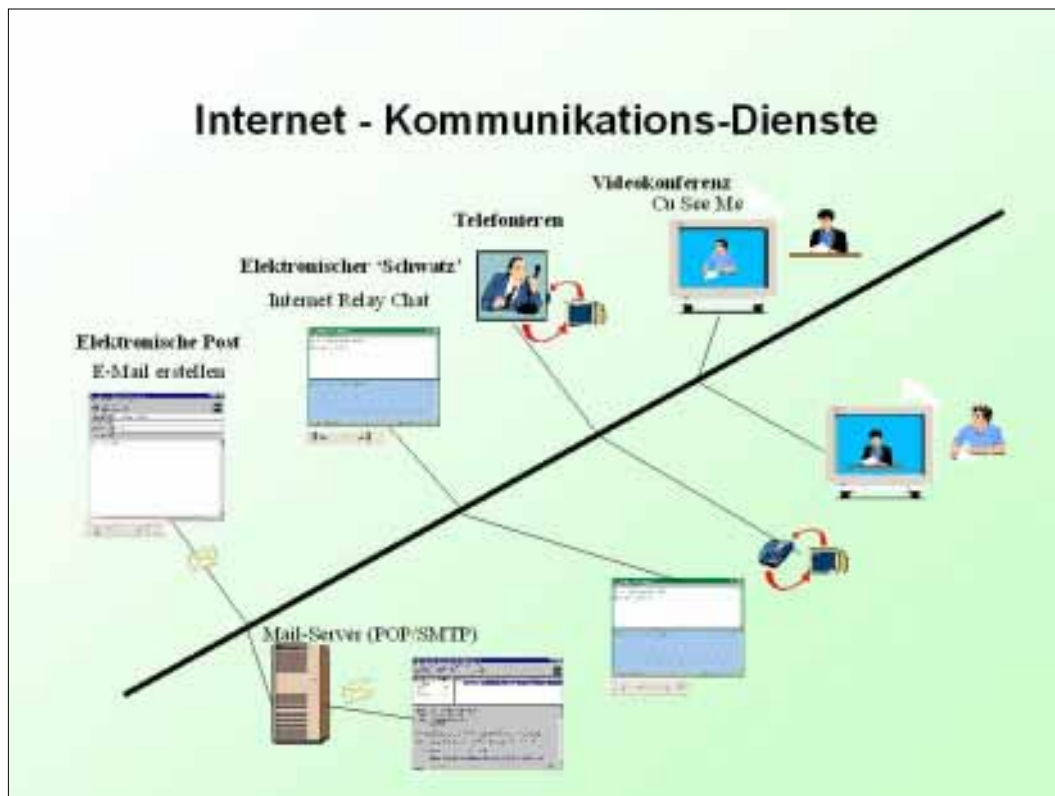 Internet - Kommunikations-Dienste
Videokonferenz
Cu See Me
Telefonieren
Elektronischer ‘Schwatz’
Internet Relay Chat
Elektronische Post
E-Mail erstellen
Mail-Server (POP/SMTP)